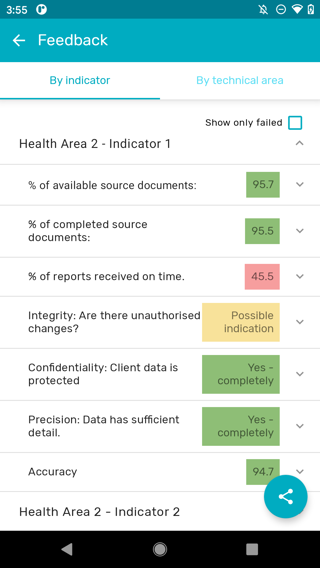 3:55
Feedback
By indicator
By technical area
Show only failed
Health Area 2 - Indicator 1
% of available source documents:
95.7
% of completed source
documents:
95.5
% of reports received on time.
45.5
Integrity: Are there unauthorised
changes?
Possible
indication
Confidentiality: Client data is
protected
Yes -
completely
Precision: Data has sufficient
detail.
Yes -
completely
Accuracy
94.7
Health Area 2 - Indicator 2